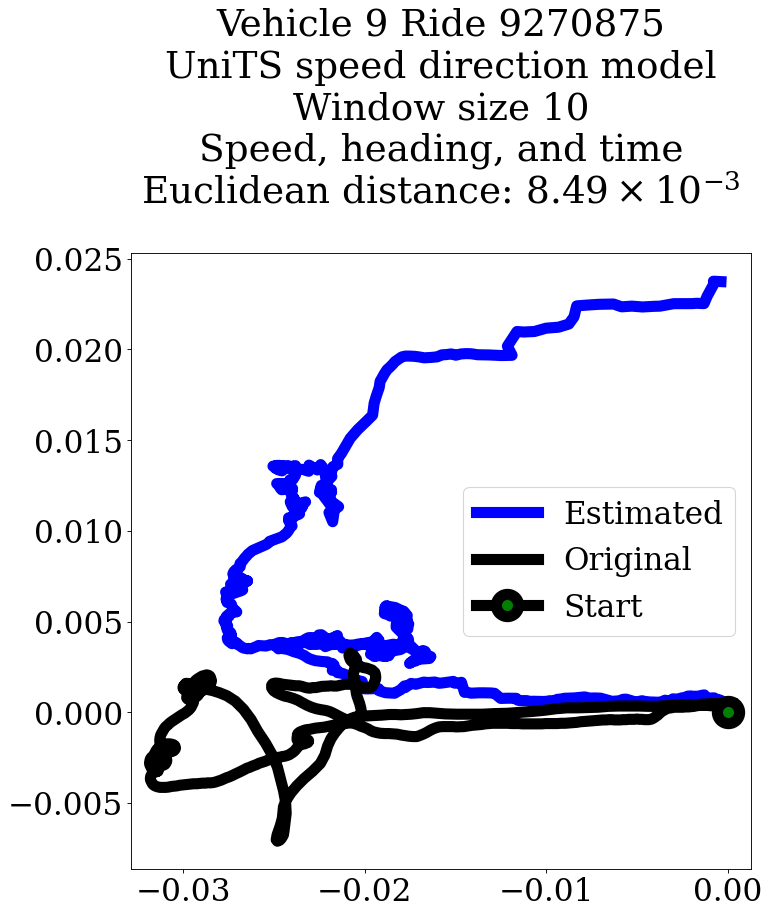 Vehicle 9 Ride 9270875
UniTS speed direction model
Window size 10
Speed, heading, and time
Euclidean distance: 8.49 × 10⁻³
0.025
0.020
0.015
0.010
0.005
0.000
−0.005
Estimated
Original
Start
−0.03 −0.02 −0.01 0.00